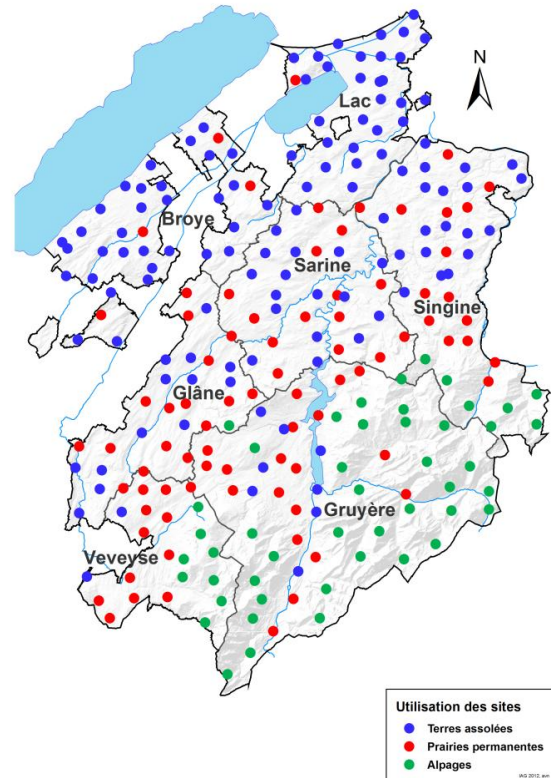 N
Lac
Broye
Sarine
Singine
Glâne
Gruyère
Veveyse
Utilisation des sites
Terres assolées
Prairies permanentes
Alpages